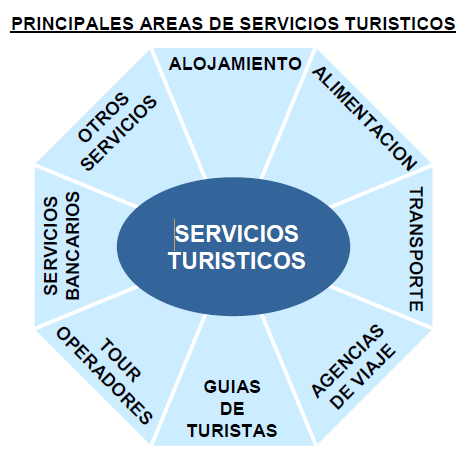 PRINCIPALES AREAS DE SERVICIOS TURISTICOS
ALOJAMIENTO
ALIMENTACION
TRANSPORTE
AGENCIAS
DE VIAJE
GUIAS
DE
TURISTAS
TOUR
OPERADORES
SERVICIOS
BANCARIOS
OTROS
SERVICIOS
SERVICIOS
TURISTICOS